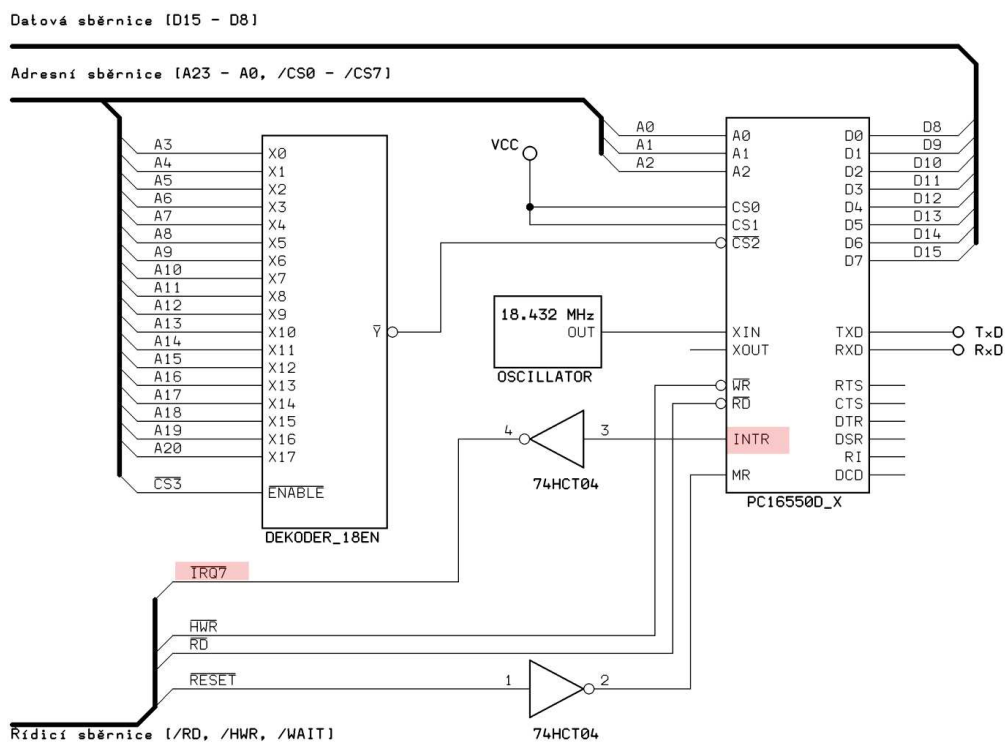 Datová sběrnice [D15 - D8]
Adresní sběrnice [A23 - A0, /CS0 - /CS7]
A3
A4
A5
A6
A7
A8
A9
A10
A11
A12
A13
A14
A15
A16
A17
A18
A19
A20
CS3
X0
X1
X2
X3
X4
X5
X6
X7
X8
X9
X10
X11
X12
X13
X14
X15
X16
X17
ENABLE
Y
DEKODER_18EN
VCC
A0
A1
A2
A0
A1
A2
CS0
CS1
CS2
XIN
XOUT
WR
RD
INTR
MR
D0
D1
D2
D3
D4
D5
D6
D7
TXD
RXD
RTS
CTS
DTR
DSR
RI
DCD
PC16550D_X
D8
D9
D10
D11
D12
D13
D14
D15
TxD
RxD
18.432 MHz
OUT
OSCILLATOR
4
3
74HCT04
IRQ7
HWR
RD
RESET
1
2
74HCT04
Řídicí sběrnice [/RD, /HWR, /WAIT]